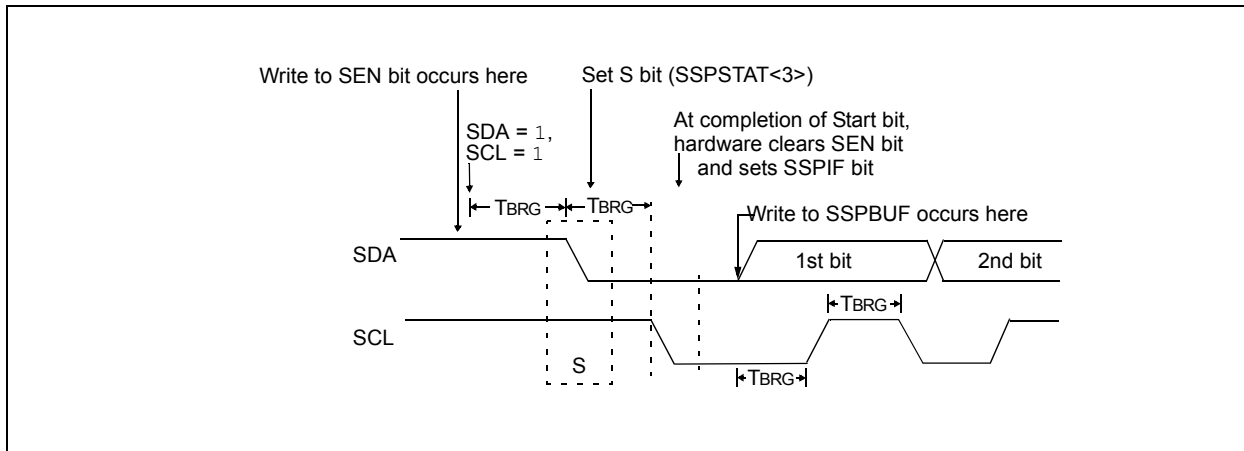 Write to SEN bit occurs here
Set S bit (SSPSTAT<3>)
SDA = 1,
SCL = 1
At completion of Start bit,
hardware clears SEN bit
and sets SSPIF bit
TBRG
TBRG
Write to SSPBUF occurs here
SDA
1st bit
2nd bit
TBRG
SCL
S
TBRG